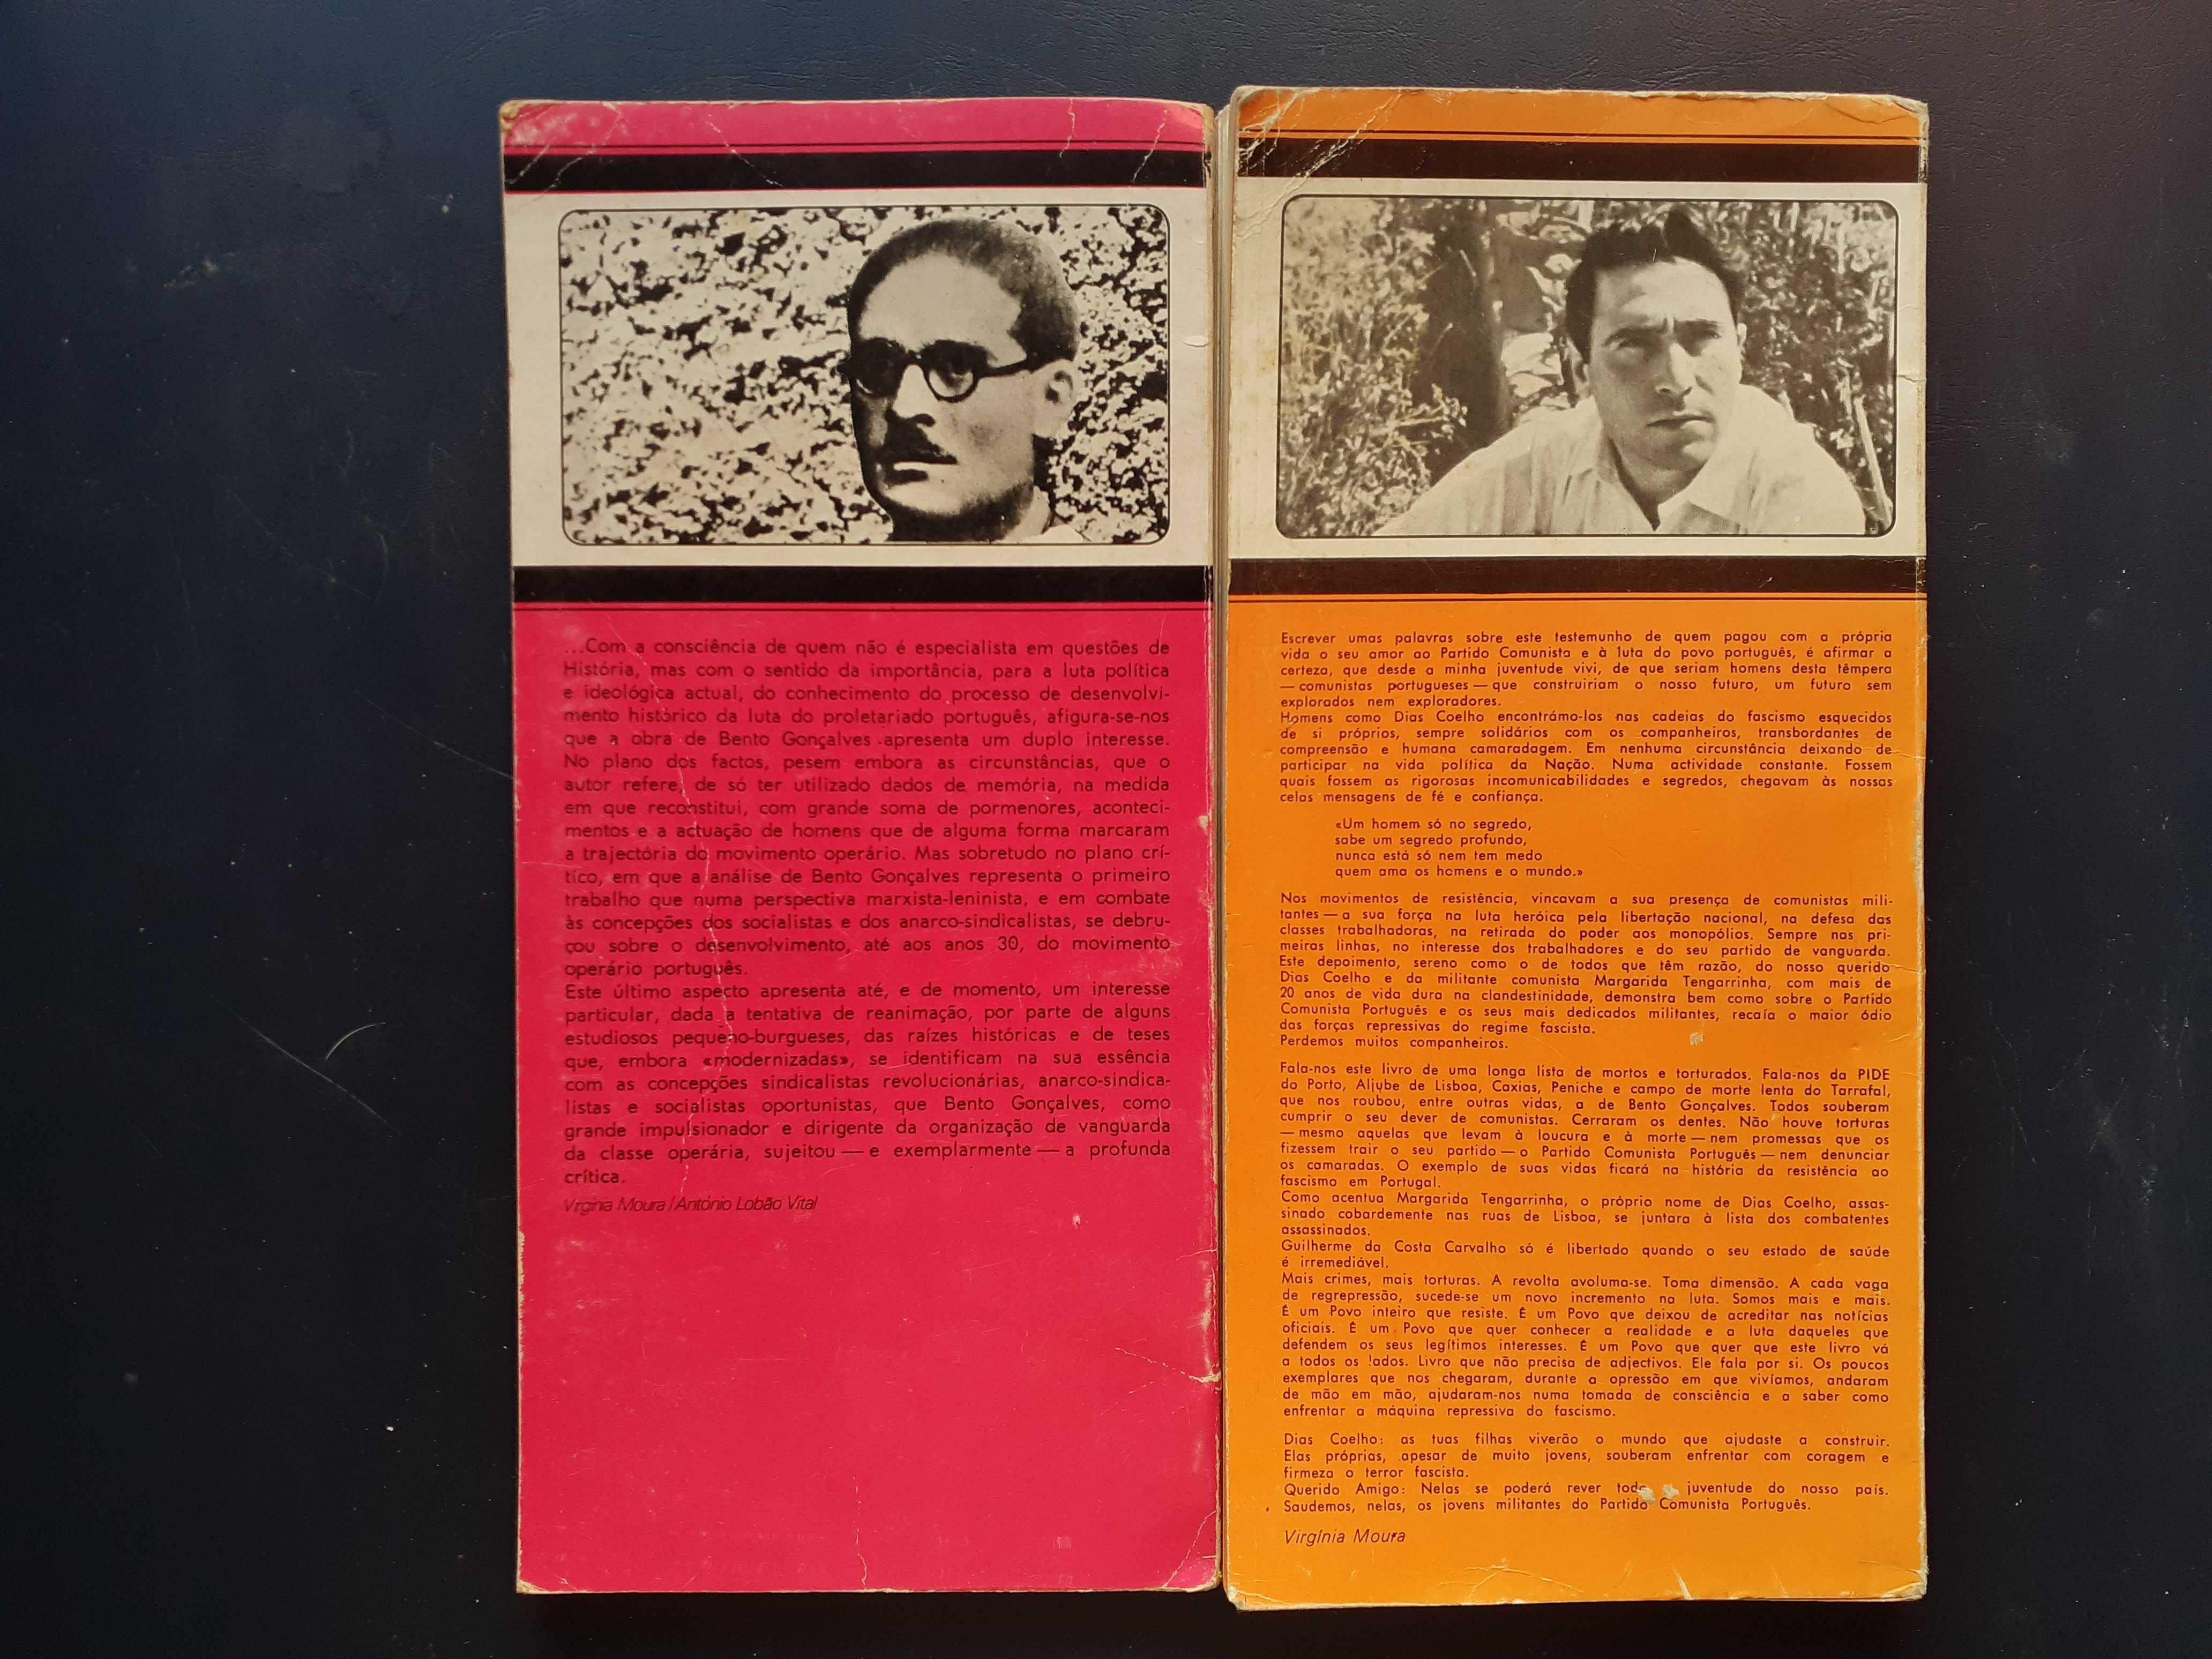 ...Com a consciência de quem não é especialista em questões de
História, mas com o sentido da importância, para a luta política
e ideológica actual, do conhecimento do processo de desenvolvi-
mento histórico da luta do proletariado português, afigura-se-nos
que a obra de Bento Gonçalves apresenta um duplo interesse.
No plano dos factos, pesem embora as circunstâncias, que o
autor refere, de só ter utilizado dados de memória, na medida
em que reconstitui, com grande soma de pormenores, aconteci-
mentos e a actuação de homens que de alguma forma marcaram
a trajectória do movimento operário. Mas sobretudo no plano crí-
tico, em que a análise de Bento Gonçalves representa o primeiro
trabalho que numa perspectiva marxista-leninista, e em combate
às concepções dos socialistas e dos anarco-sindicalistas, se debru-
çou sobre o desenvolvimento, até aos anos 30, do movimento
operário português.
Este último aspecto apresenta até, e de momento, um interesse
particular, dada a tentativa de reanimação, por parte de alguns
estudiosos pequeno-burgueses, das raízes históricas e de teses
que, embora «modernizadas», se identificam na sua essência
com as concepções sindicalistas revolucionárias, anarco-sindica-
listas e socialistas oportunistas, que Bento Gonçalves, como
grande impulsionador e dirigente da organização de vanguarda
da classe operária, sujeitou — e exemplarmente — a profunda
crítica.
Virgínia Moura/António Lobão Vital
Escrever umas palavras sobre este testemunho de quem pagou com a própria
vida o seu amor ao Partido Comunista e à luta do povo português, é afirmar a
certeza, que desde a minha juventude vivi, de que seriam homens desta têmpera
— comunistas portugueses — que construiriam o nosso futuro, um futuro sem
explorados nem exploradores.
Homens como Dias Coelho encontrámo-los nas cadeias do fascismo esquecidos
de si próprios, sempre solidários com os companheiros, transbordantes de
compreensão e humana camaradagem. Em nenhuma circunstância deixando de
participar na vida política da Nação. Numa actividade constante. Fossem
quais fossem as rigorosas incomunicabilidades e segredos, chegavam às nossas
celas mensagens de fé e confiança.
«Um homem só no segredo,
sabe um segredo profundo,
nunca está só nem tem medo
quem ama os homens e o mundo.»
Nos movimentos de resistência, vincavam a sua presença de comunistas mili-
tantes — a sua força na luta heróica pela libertação nacional, na defesa das
classes trabalhadoras, na retirada do poder aos monopólios. Sempre nas pri-
meiras linhas, no interesse dos trabalhadores e do seu partido de vanguarda.
Este depoimento, sereno como o de todos que têm razão, do nosso querido
Dias Coelho e da militante comunista Margarida Tengarrinha, com mais de
20 anos de vida dura na clandestinidade, demonstra bem como sobre o Partido
Comunista Português e os seus mais dedicados militantes, recaía o maior ódio
das forças repressivas do regime fascista.
Perdemos muitos companheiros.
Fala-nos este livro de uma longa lista de mortos e torturados. Fala-nos da PIDE
do Porto, Aljube de Lisboa, Caxias, Peniche e campo de morte lenta do Tarrafal,
que nos roubou, entre outras vidas, a de Bento Gonçalves. Todos souberam
cumprir o seu dever de comunistas. Cerraram os dentes. Não houve torturas
— mesmo aquelas que levam à loucura e à morte — nem promessas que os
fizessem trair o seu partido — o Partido Comunista Português — nem denunciar
os camaradas. O exemplo de suas vidas ficará na história da resistência ao
fascismo em Portugal.
Como acentua Margarida Tengarrinha, o próprio nome de Dias Coelho, assas-
sinado cobardemente nas ruas de Lisboa, se juntara à lista dos combatentes
assassinados.
Guilherme da Costa Carvalho só é libertado quando o seu estado de saúde
é irremediável.
Mais crimes, mais torturas. A revolta avoluma-se. Toma dimensão. A cada vaga
de regrepressão, sucede-se um novo incremento na luta. Somos mais e mais.
É um Povo inteiro que resiste. É um Povo que deixou de acreditar nas notícias
oficiais. É um Povo que quer conhecer a realidade e a luta daqueles que
defendem os seus legítimos interesses. É um Povo que quer que este livro vá
a todos os lados. Livro que não precisa de adjectivos. Ele fala por si. Os poucos
exemplares que nos chegaram, durante a opressão em que vivíamos, andaram
de mão em mão, ajudaram-nos numa tomada de consciência e a saber como
enfrentar a máquina repressiva do fascismo.
Dias Coelho: as tuas filhas viverão o mundo que ajudaste a construir.
Elas próprias, apesar de muito jovens, souberam enfrentar com coragem e
firmeza o terror fascista.
Querido Amigo: Nelas se poderá rever juventude do nosso país.
Saudemos, nelas, os jovens militantes do Partido Comunista Português.
Virgínia Moura